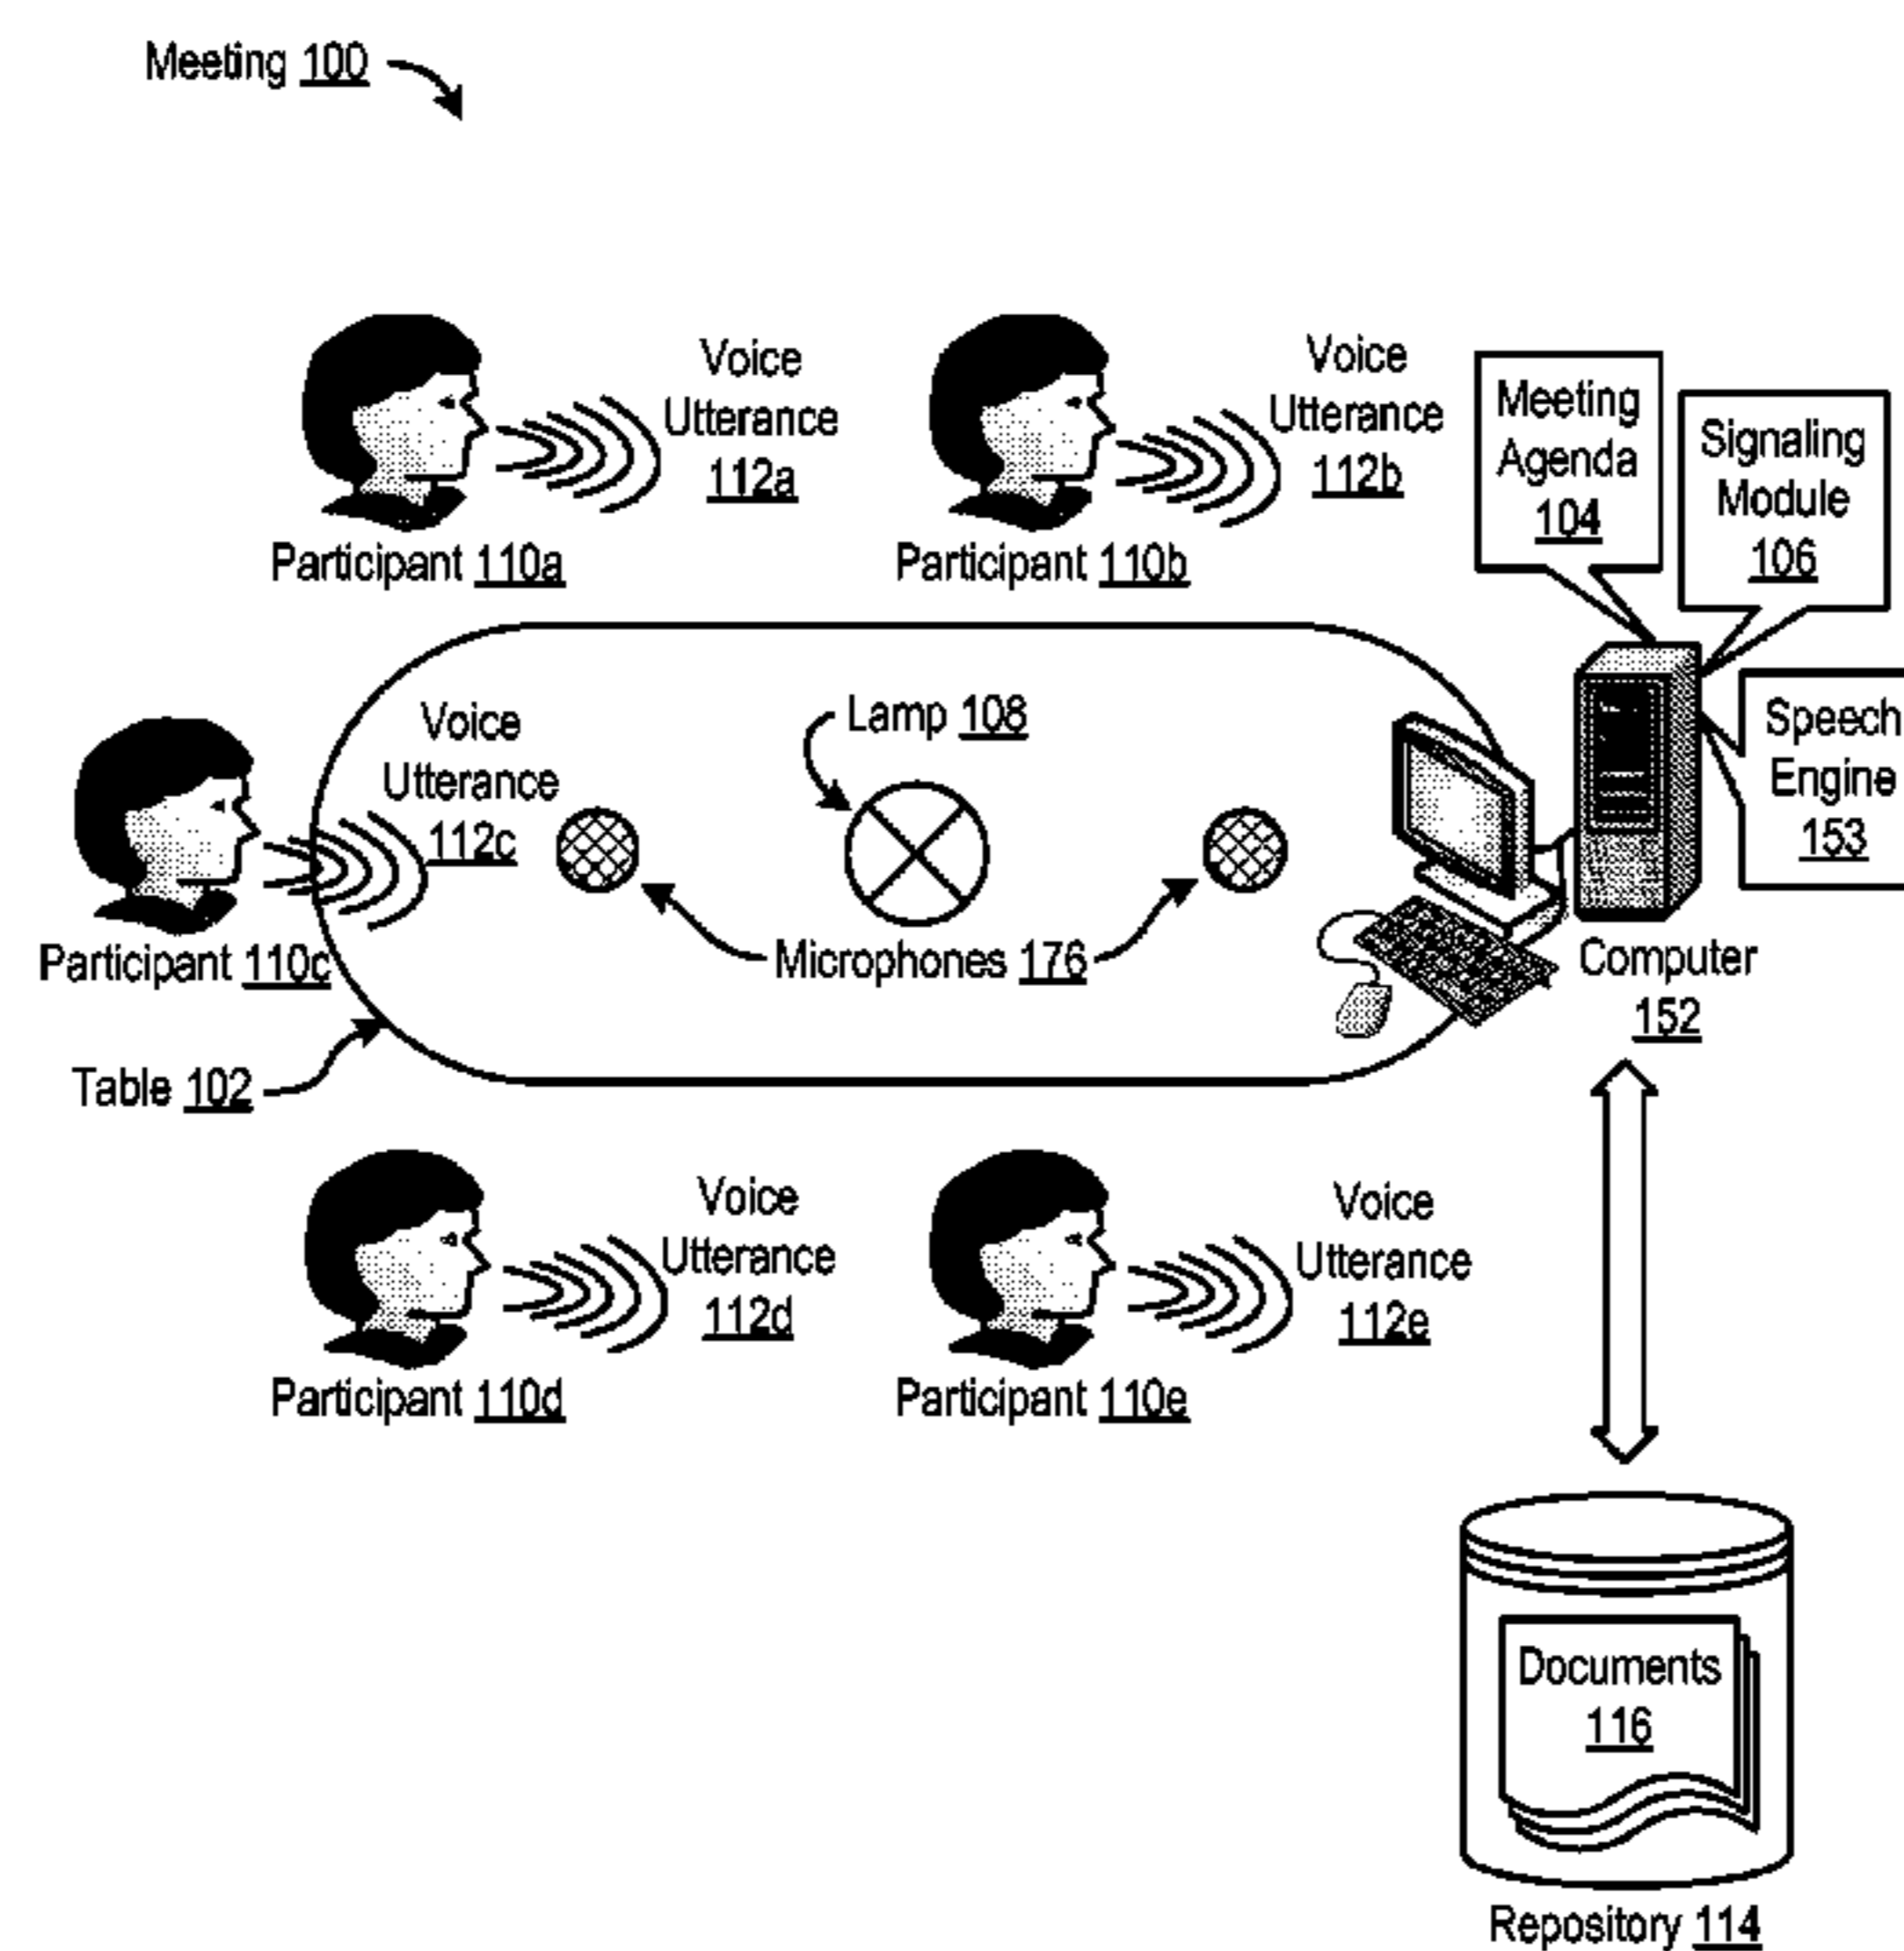 Meeting 100
Voice
Utterance
112a
Participant 110a
Voice
Utterance
112b
Participant 110b
Meeting
Agenda
104
Signaling
Module
106
Speech
Engine
153
Voice
Utterance
112c
Participant 110c
Lamp 108
Microphones 176
Computer
152
Table 102
Voice
Utterance
112d
Participant 110d
Voice
Utterance
112e
Participant 110e
Documents
116
Repository 114